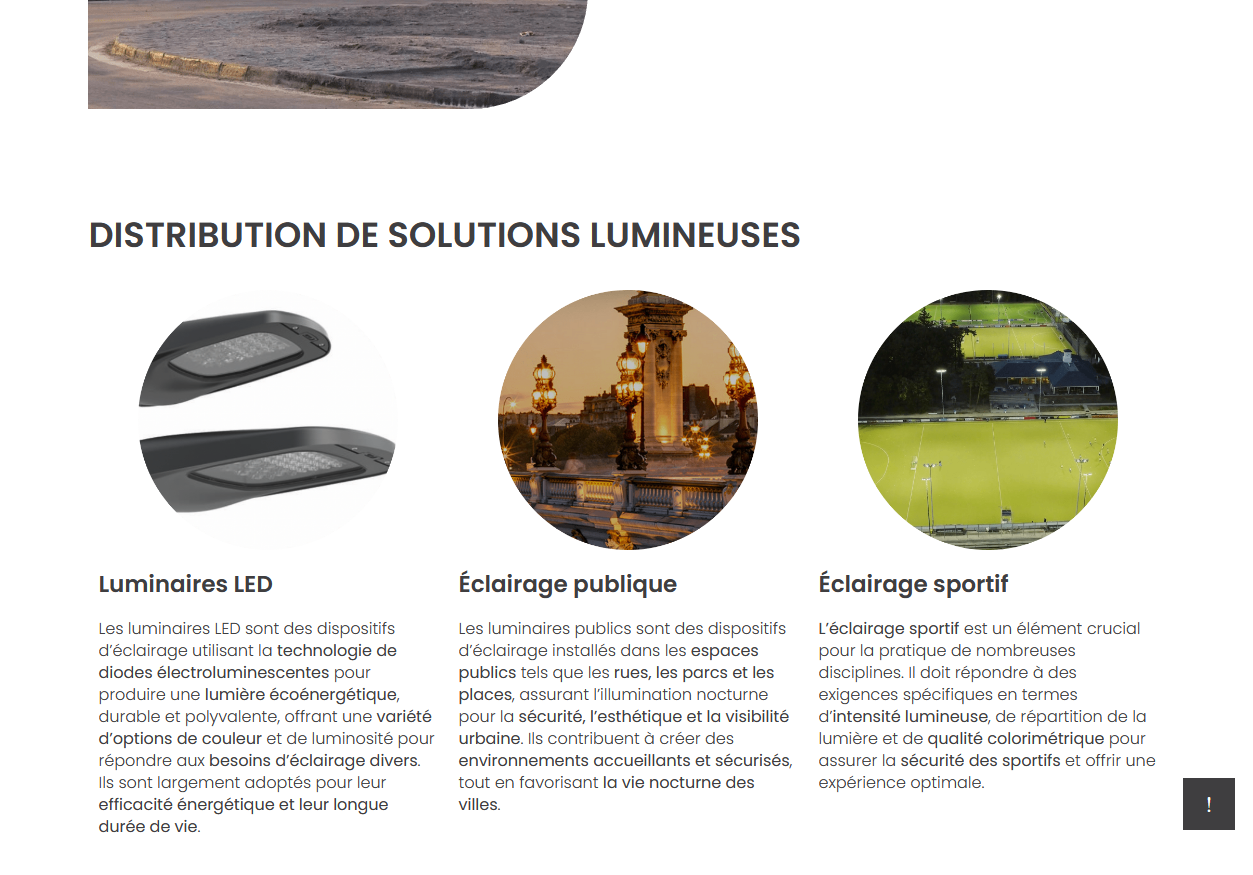 DISTRIBUTION DE SOLUTIONS LUMINEUSES
Luminaires LED
Les luminaires LED sont des dispositifs
d’éclairage utilisant la technologie de
diodes électroluminescentes pour
produire une lumière écoénergétique,
durable et polyvalente, offrant une variété
d’options de couleur et de luminosité pour
répondre aux besoins d’éclairage divers.
Ils sont largement adoptés pour leur
efficacité énergétique et leur longue
durée de vie.
Éclairage publique
Les luminaires publics sont des dispositifs
d’éclairage installés dans les espaces
publics tels que les rues, les parcs et les
places, assurant l’illumination nocturne
pour la sécurité, l’esthétique et la visibilité
urbaine. Ils contribuent à créer des
environnements accueillants et sécurisés,
tout en favorisant la vie nocturne des
villes.
Éclairage sportif
L’éclairage sportif est un élément crucial
pour la pratique de nombreuses
disciplines. Il doit répondre à des
exigences spécifiques en termes
d’intensité lumineuse, de répartition de la
lumière et de qualité colorimétrique pour
assurer la sécurité des sportifs et offrir une
expérience optimale.
!